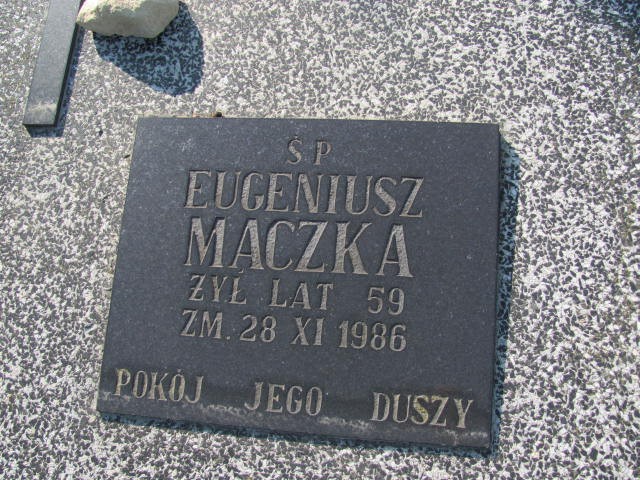 ŚP
EUGENIUSZ
MĄCZKA
ŻYŁ LAT 59
ZM. 28 XI 1986
POKÓJ JEGO DUSZY